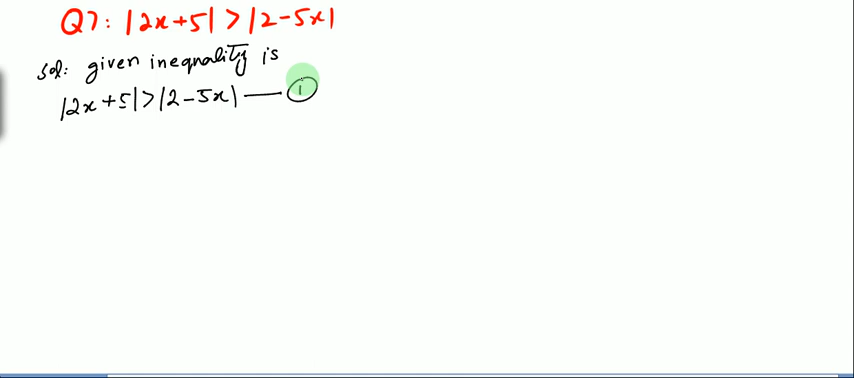 Q7: |2x+5| > |2-5x|
Sol: given inequality is
|2x+5| > |2-5x| — ①